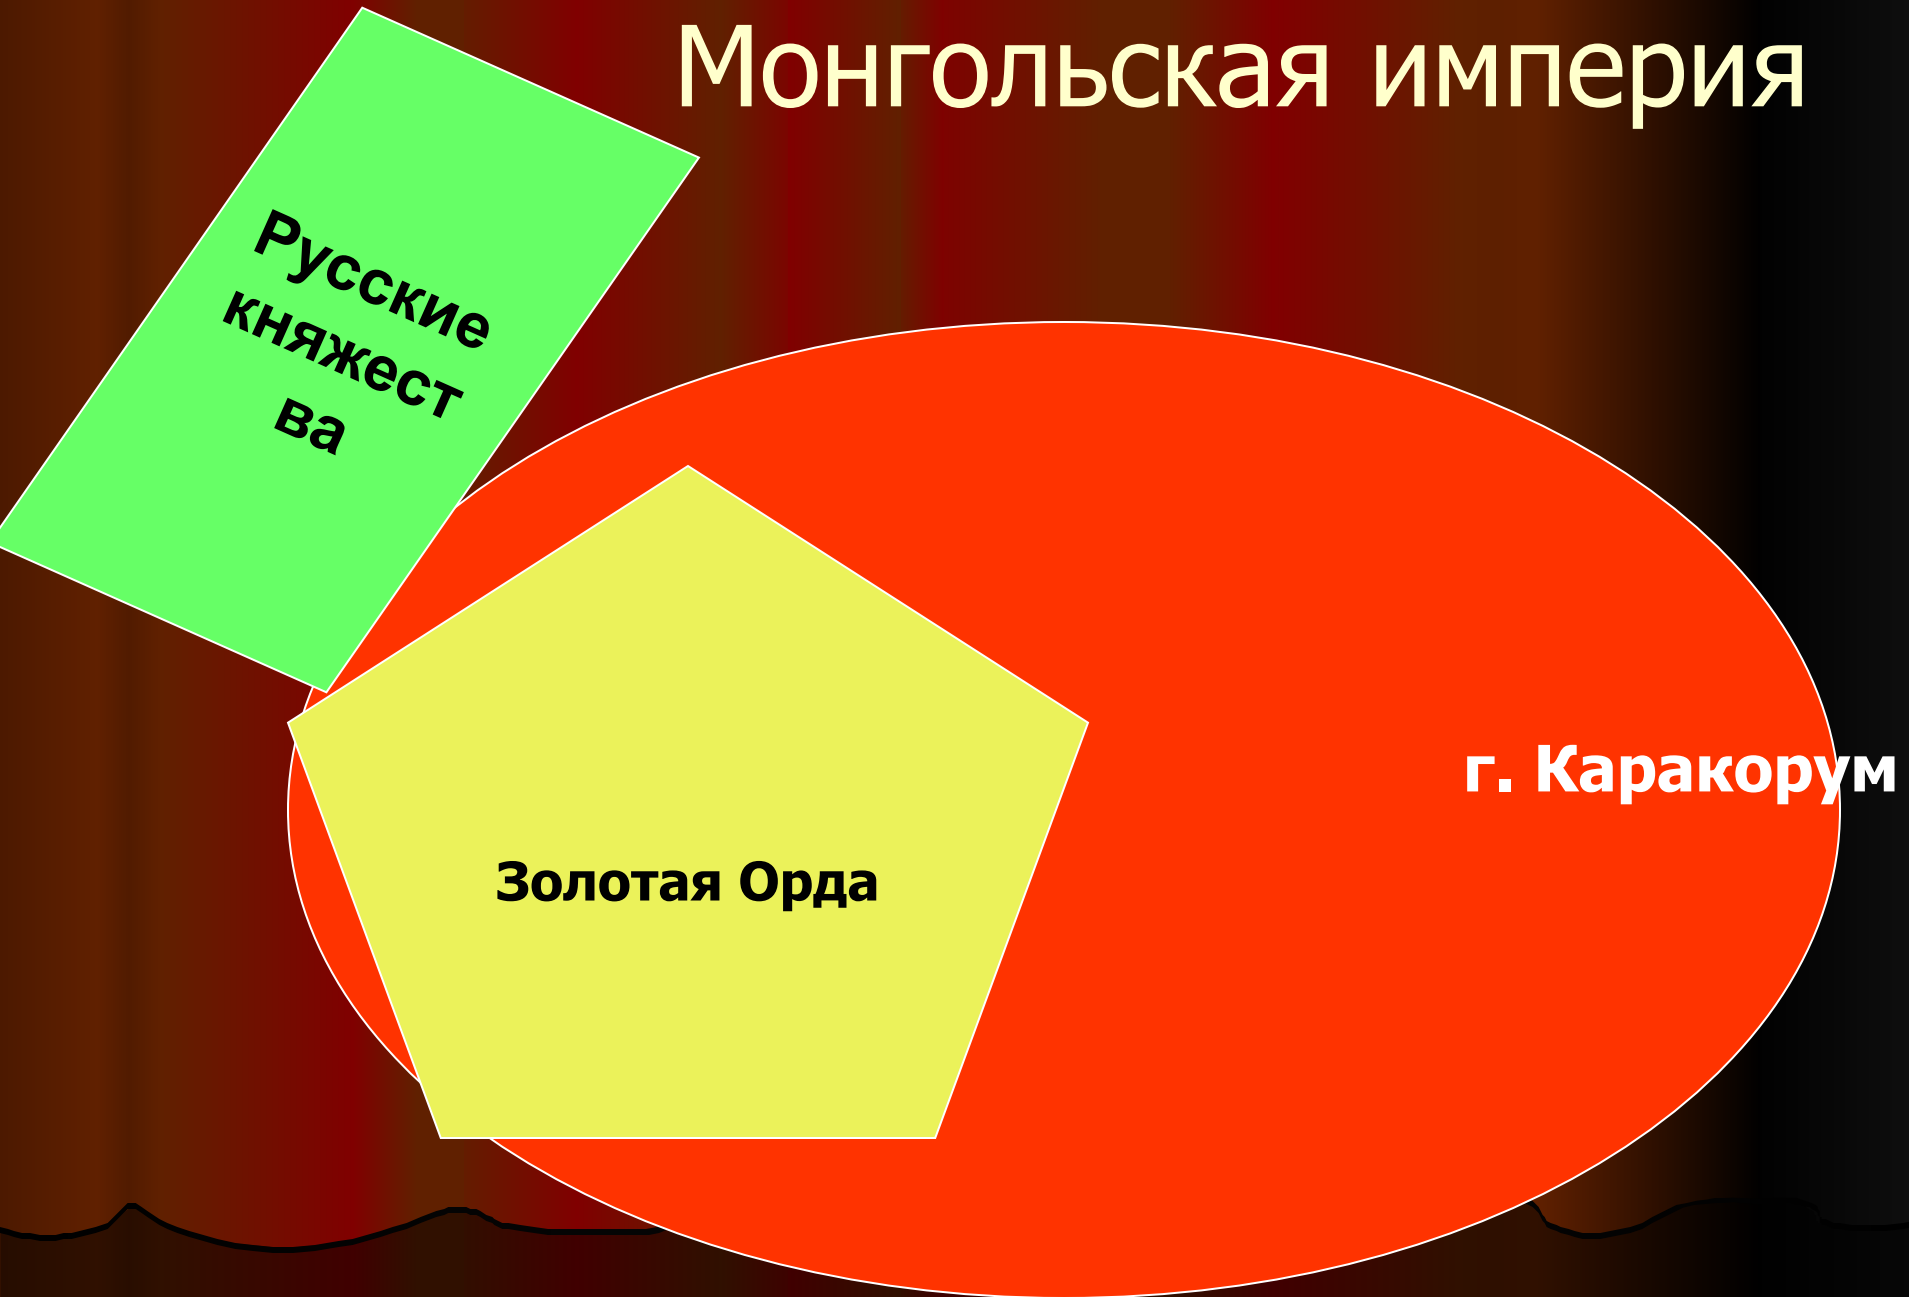 Монгольская империя
Русские
княжест
ва
г. Каракорум
Золотая Орда